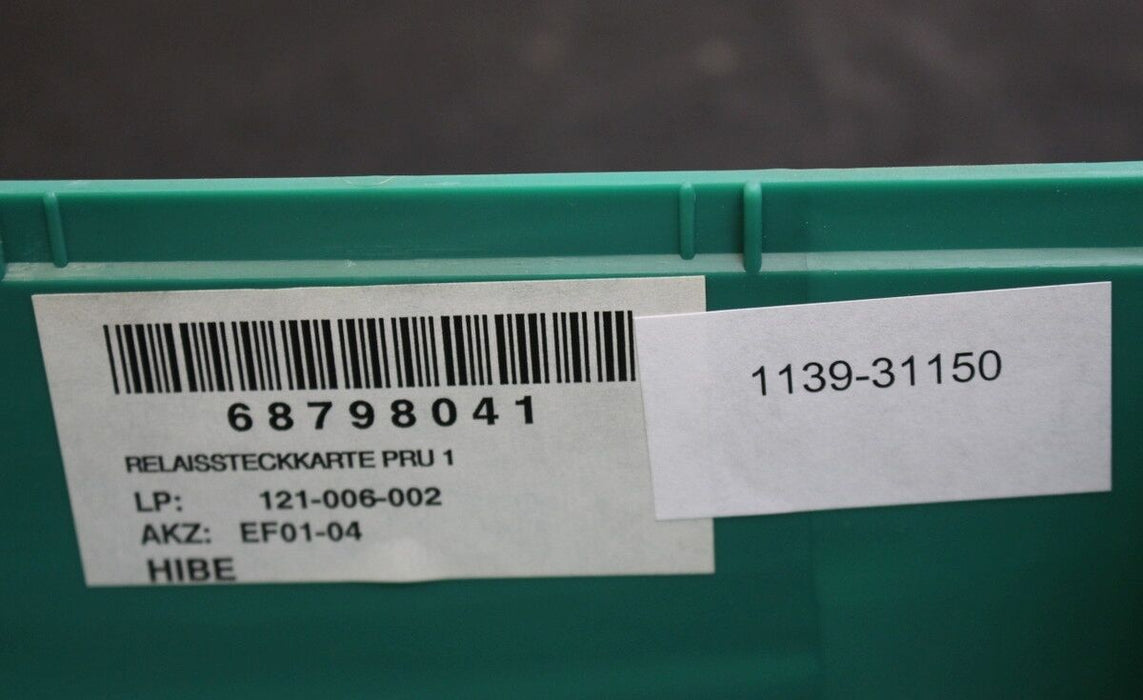 68798041
RELAISSTECKKARTE PRU 1
LP: 121-006-002
AKZ: EF01-04
HIBE
1139-31150